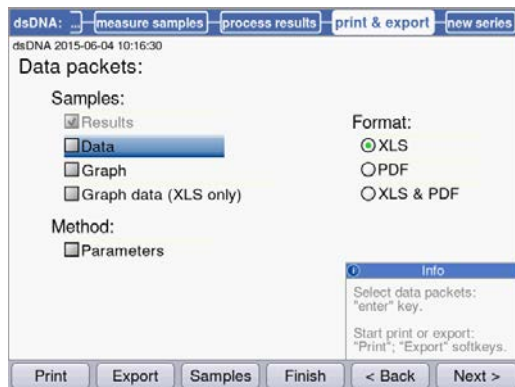 dsDNA: ... measure samples process results print & export new series
dsDNA 2015-06-04 10:16:30
Data packets:
Samples:
Results
Data
Graph
Graph data (XLS only)
Method:
Parameters
Format:
XLS
PDF
XLS & PDF
Info
Select data packets:
"enter" key.
Start print or export:
"Print"; "Export" softkeys.
Print Export Samples Finish < Back Next >